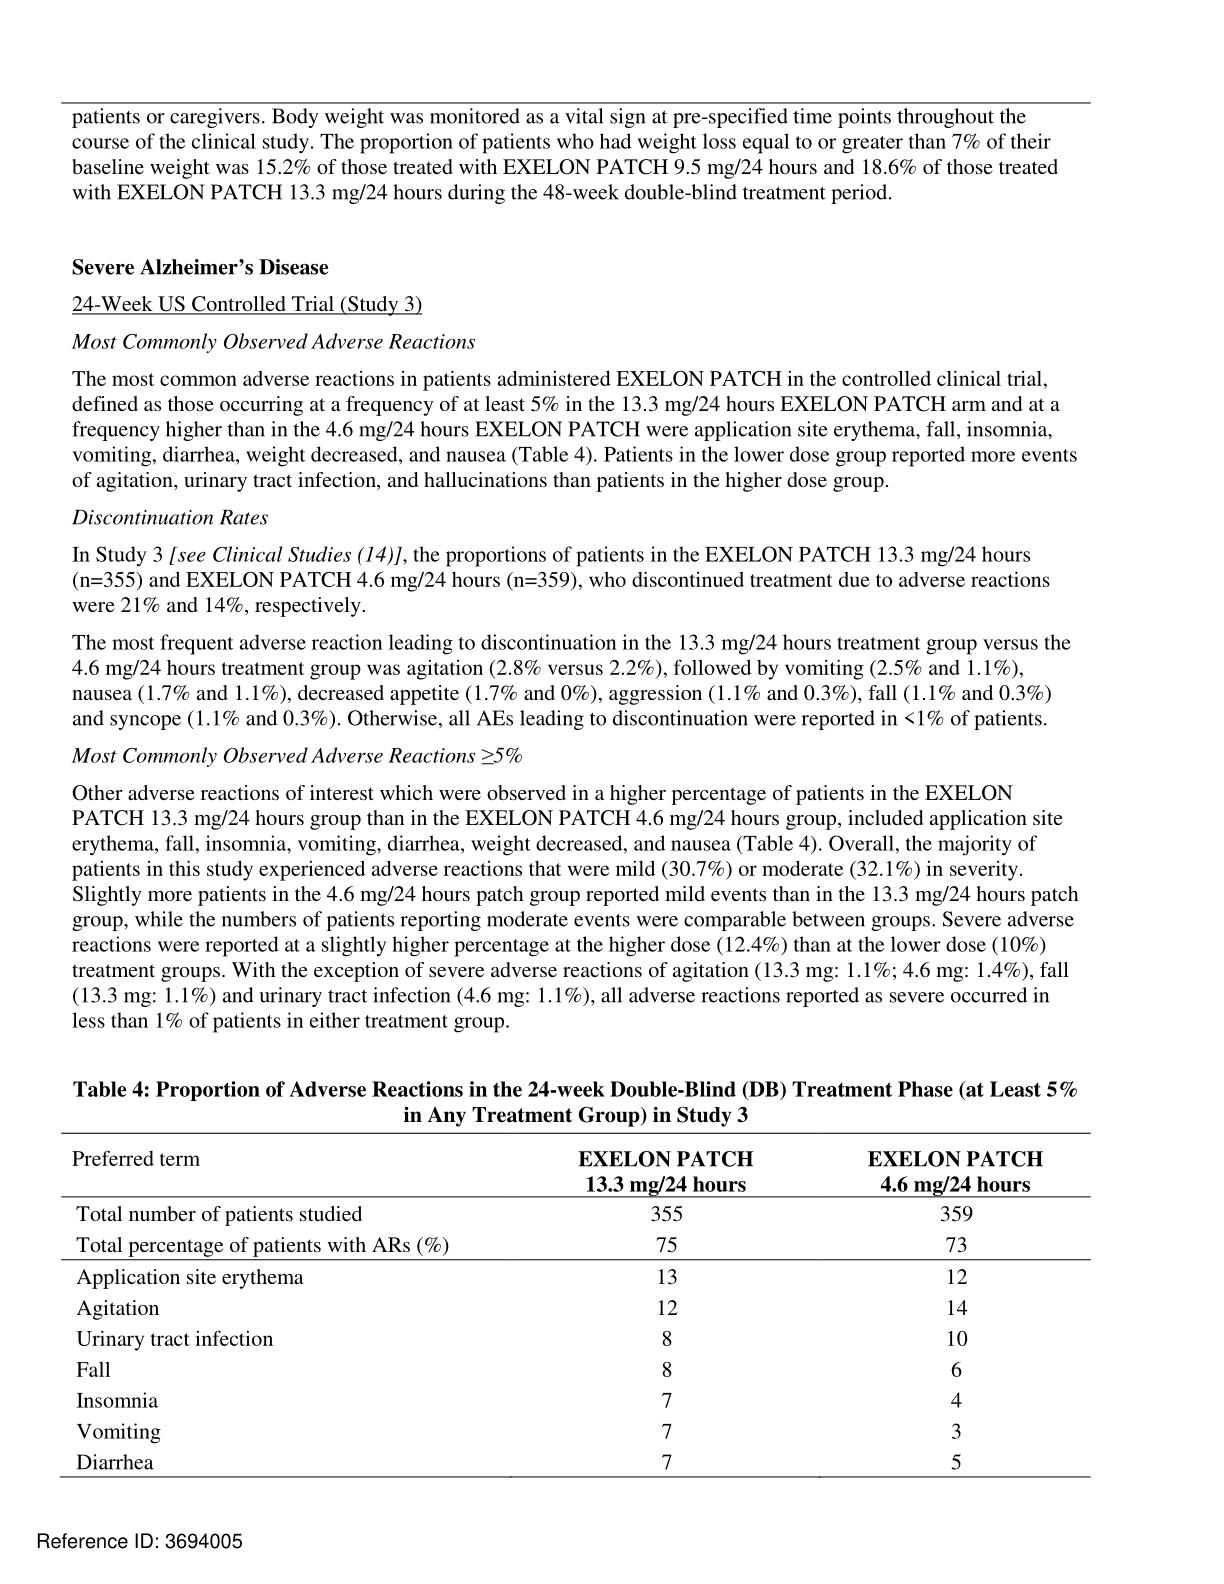 patients or caregivers. Body weight was monitored as a vital sign at pre-specified time points throughout the
course of the clinical study. The proportion of patients who had weight loss equal to or greater than 7% of their
baseline weight was 15.2% of those treated with EXELON PATCH 9.5 mg/24 hours and 18.6% of those treated
with EXELON PATCH 13.3 mg/24 hours during the 48-week double-blind treatment period.
Severe Alzheimer's Disease
24-Week US Controlled Trial (Study 3)
Most Commonly Observed Adverse Reactions
The most common adverse reactions in patients administered EXELON PATCH in the controlled clinical trial,
defined as those occurring at a frequency of at least 5% in the 13.3 mg/24 hours EXELON PATCH arm and at a
frequency higher than in the 4.6 mg/24 hours EXELON PATCH were application site erythema, fall, insomnia,
vomiting, diarrhea, weight decreased, and nausea (Table 4). Patients in the lower dose group reported more events
of agitation, urinary tract infection, and hallucinations than patients in the higher dose group.
Discontinuation Rates
In Study 3 [see Clinical Studies (14)], the proportions of patients in the EXELON PATCH 13.3 mg/24 hours
(n=355) and EXELON PATCH 4.6 mg/24 hours (n=359), who discontinued treatment due to adverse reactions
were 21% and 14%, respectively.
The most frequent adverse reaction leading to discontinuation in the 13.3 mg/24 hours treatment group versus the
4.6 mg/24 hours treatment group was agitation (2.8% versus 2.2%), followed by vomiting (2.5% and 1.1%),
nausea (1.7% and 1.1%), decreased appetite (1.7% and 0%), aggression (1.1% and 0.3%), fall (1.1% and 0.3%)
and syncope (1.1% and 0.3%). Otherwise, all AEs leading to discontinuation were reported in <1% of patients.
Most Commonly Observed Adverse Reactions ≥5%
Other adverse reactions of interest which were observed in a higher percentage of patients in the EXELON
PATCH 13.3 mg/24 hours group than in the EXELON PATCH 4.6 mg/24 hours group, included application site
erythema, fall, insomnia, vomiting, diarrhea, weight decreased, and nausea (Table 4). Overall, the majority of
patients in this study experienced adverse reactions that were mild (30.7%) or moderate (32.1%) in severity.
Slightly more patients in the 4.6 mg/24 hours patch group reported mild events than in the 13.3 mg/24 hours patch
group, while the numbers of patients reporting moderate events were comparable between groups. Severe adverse
reactions were reported at a slightly higher percentage at the higher dose (12.4%) than at the lower dose (10%)
treatment groups. With the exception of severe adverse reactions of agitation (13.3 mg: 1.1%; 4.6 mg: 1.4%), fall
(13.3 mg: 1.1%) and urinary tract infection (4.6 mg: 1.1%), all adverse reactions reported as severe occurred in
less than 1% of patients in either treatment group.
Table 4: Proportion of Adverse Reactions in the 24-week Double-Blind (DB) Treatment Phase (at Least 5%
in Any Treatment Group) in Study 3
Preferred term EXELON PATCH EXELON PATCH
13.3 mg/24 hours 4.6 mg/24 hours
Total number of patients studied 355 359
Total percentage of patients with ARs (%) 75 73
Application site erythema 13 12
Agitation 12 14
Urinary tract infection 8 10
Fall 8 6
Insomnia 7 4
Vomiting 7 3
Diarrhea 7 5
Reference ID: 3694005